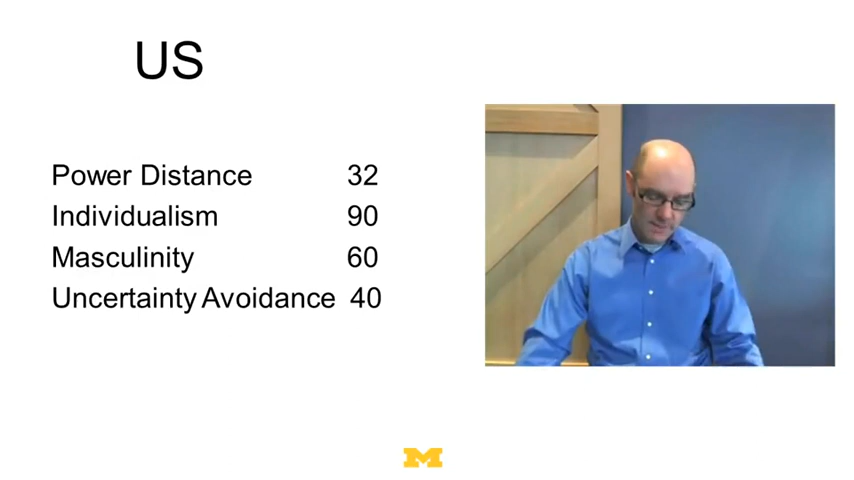 US
Power Distance 32
Individualism 90
Masculinity 60
Uncertainty Avoidance 40
M